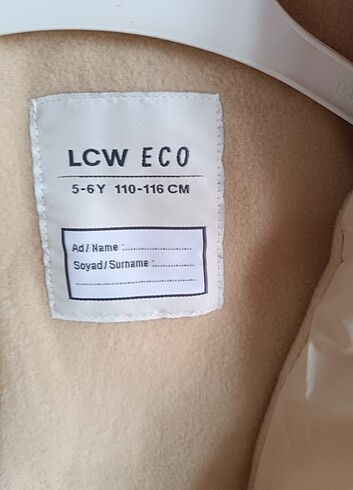 LCW ECO
5-6Y 110-116 CM
Ad / Name :........................
Soyad / Surname :..............
..........................................